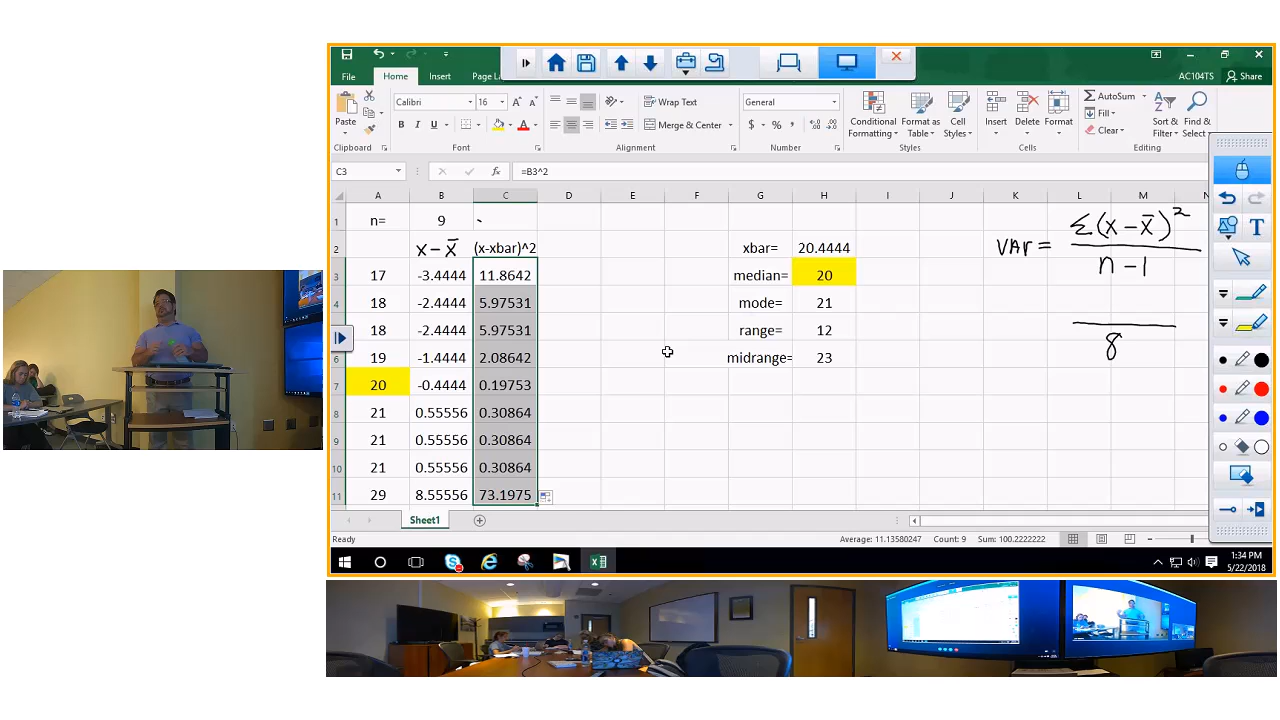 File Home Insert Page La AC104TS Share
Paste Calibri 16 Wrap Text General Conditional Format as Cell Insert Delete Format AutoSum Sort & Find &
B I U Merge & Center $ % , Formatting Table Styles Fill Filter Select
Clear
Clipboard Font Alignment Number Styles Cells Editing
C3 fx =B3^2
A B C D E F G H I J K L M N
1 n= 9 `
2 x-x̄ (x-xbar)^2 xbar= 20.4444
3 17 -3.4444 11.8642 median= 20
4 18 -2.4444 5.97531 mode= 21
18 -2.4444 5.97531 range= 12
6 19 -1.4444 2.08642 midrange= 23
7 20 -0.4444 0.19753
8 21 0.55556 0.30864
9 21 0.55556 0.30864
10 21 0.55556 0.30864
11 29 8.55556 73.1975
VAr = Σ(x-x̄)²
n-1
8
T
Sheet1
Ready Average: 11.13580247 Count: 9 Sum: 100.2222222
1:34 PM
5/22/2018